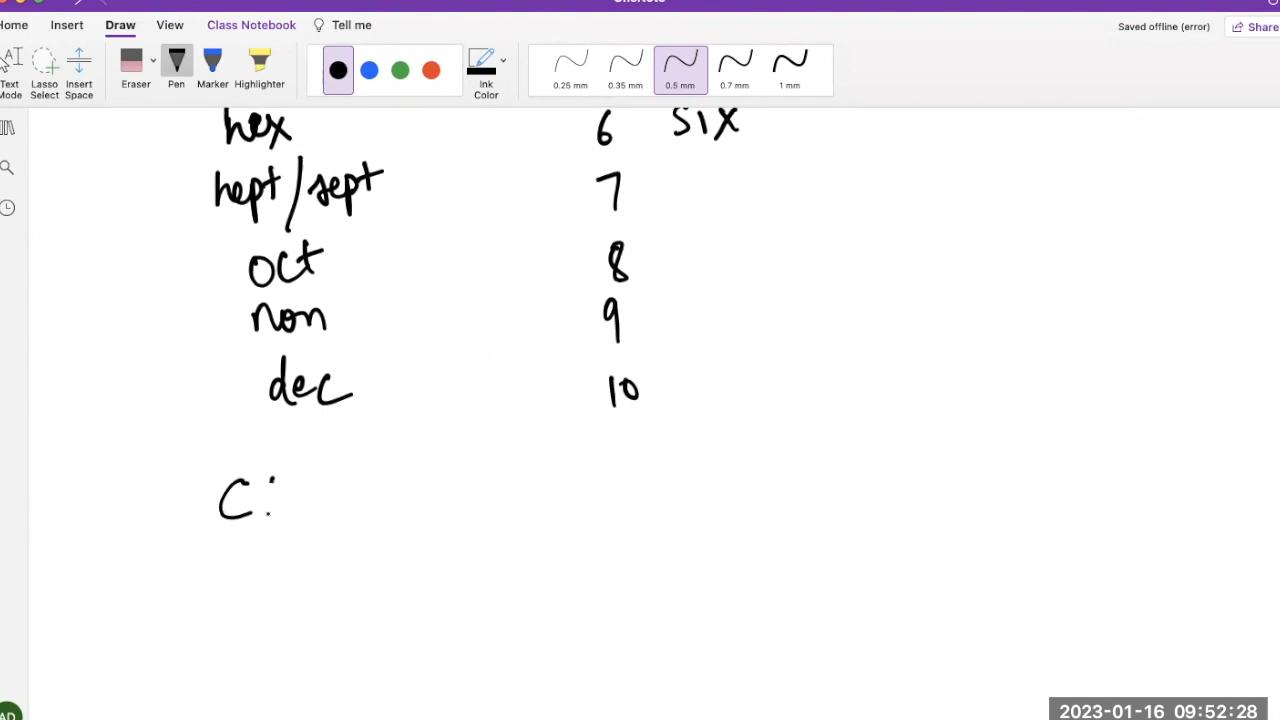 OneNote
Home Insert Draw View Class Notebook Tell me Saved offline (error) Share
Text Mode Lasso Select Insert Space Eraser Pen Marker Highlighter Ink Color 0.25 mm 0.35 mm 0.5 mm 0.7 mm 1 mm
hex 6 six
hept/sept 7
oct 8
non 9
dec 10
C:
AD
2023-01-16 09:52:28